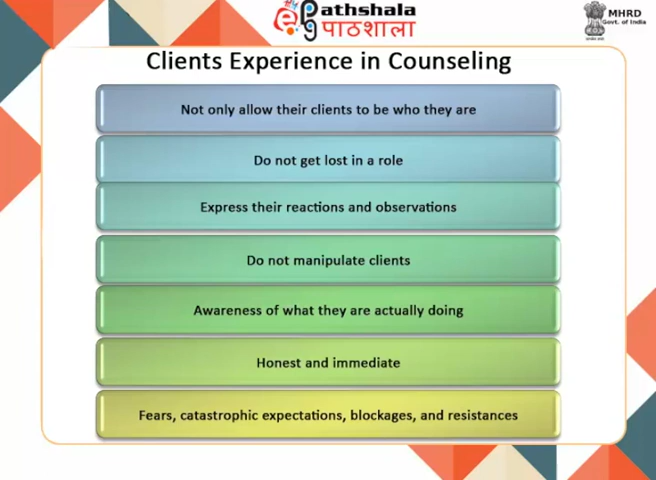 athshala
पाठशाला
MHRD
Govt. of India
Clients Experience in Counseling
Not only allow their clients to be who they are
Do not get lost in a role
Express their reactions and observations
Do not manipulate clients
Awareness of what they are actually doing
Honest and immediate
Fears, catastrophic expectations, blockages, and resistances